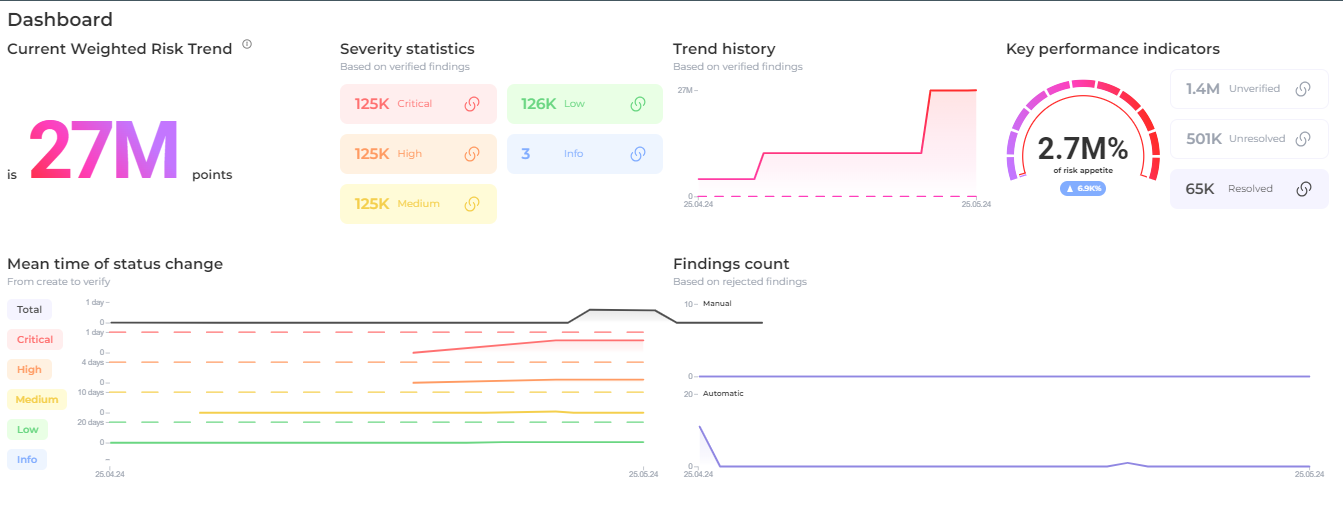 Dashboard
Current Weighted Risk Trend
is 27M points
Severity statistics
Based on verified findings
125K Critical
126K Low
125K High
3 Info
125K Medium
Trend history
Based on verified findings
27M
0
25.04.24 25.05.24
Key performance indicators
2.7M%
of risk appetite
▲ 6.9K%
1.4M Unverified
501K Unresolved
65K Resolved
Mean time of status change
From create to verify
Total
Critical
High
Medium
Low
Info
1 day
0
1 day
0
4 days
0
10 days
0
20 days
0
25.04.24 25.05.24
Findings count
Based on rejected findings
10 Manual
0
20 Automatic
0
25.04.24 25.05.24